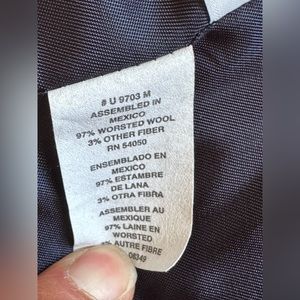 # U 9703 M
ASSEMBLED IN
MEXICO
97% WORSTED WOOL
3% OTHER FIBER
RN 54050
ENSEMBLADO EN
MEXICO
97% ESTAMBRE
DE LANA
3% OTRA FIBRA
ASSEMBLER AU
MEXIQUE
97% LAINE EN
WORSTED
AUTRE FIBRE
08349